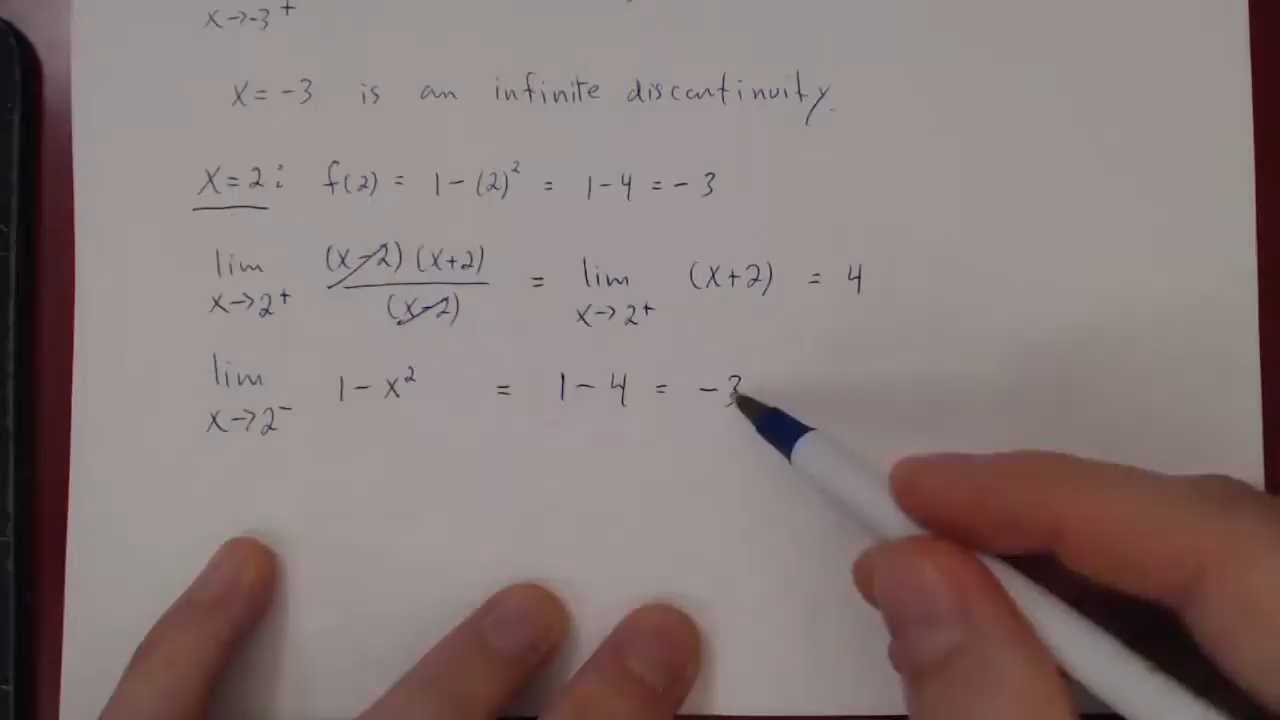 x→-3⁺
x = -3 is an infinite discontinuity.
x=2: f(2) = 1-(2)² = 1-4 = -3
lim x→2⁺ (x-2)(x+2) / (x-2) = lim x→2⁺ (x+2) = 4
lim x→2⁻ 1-x² = 1-4 = -3